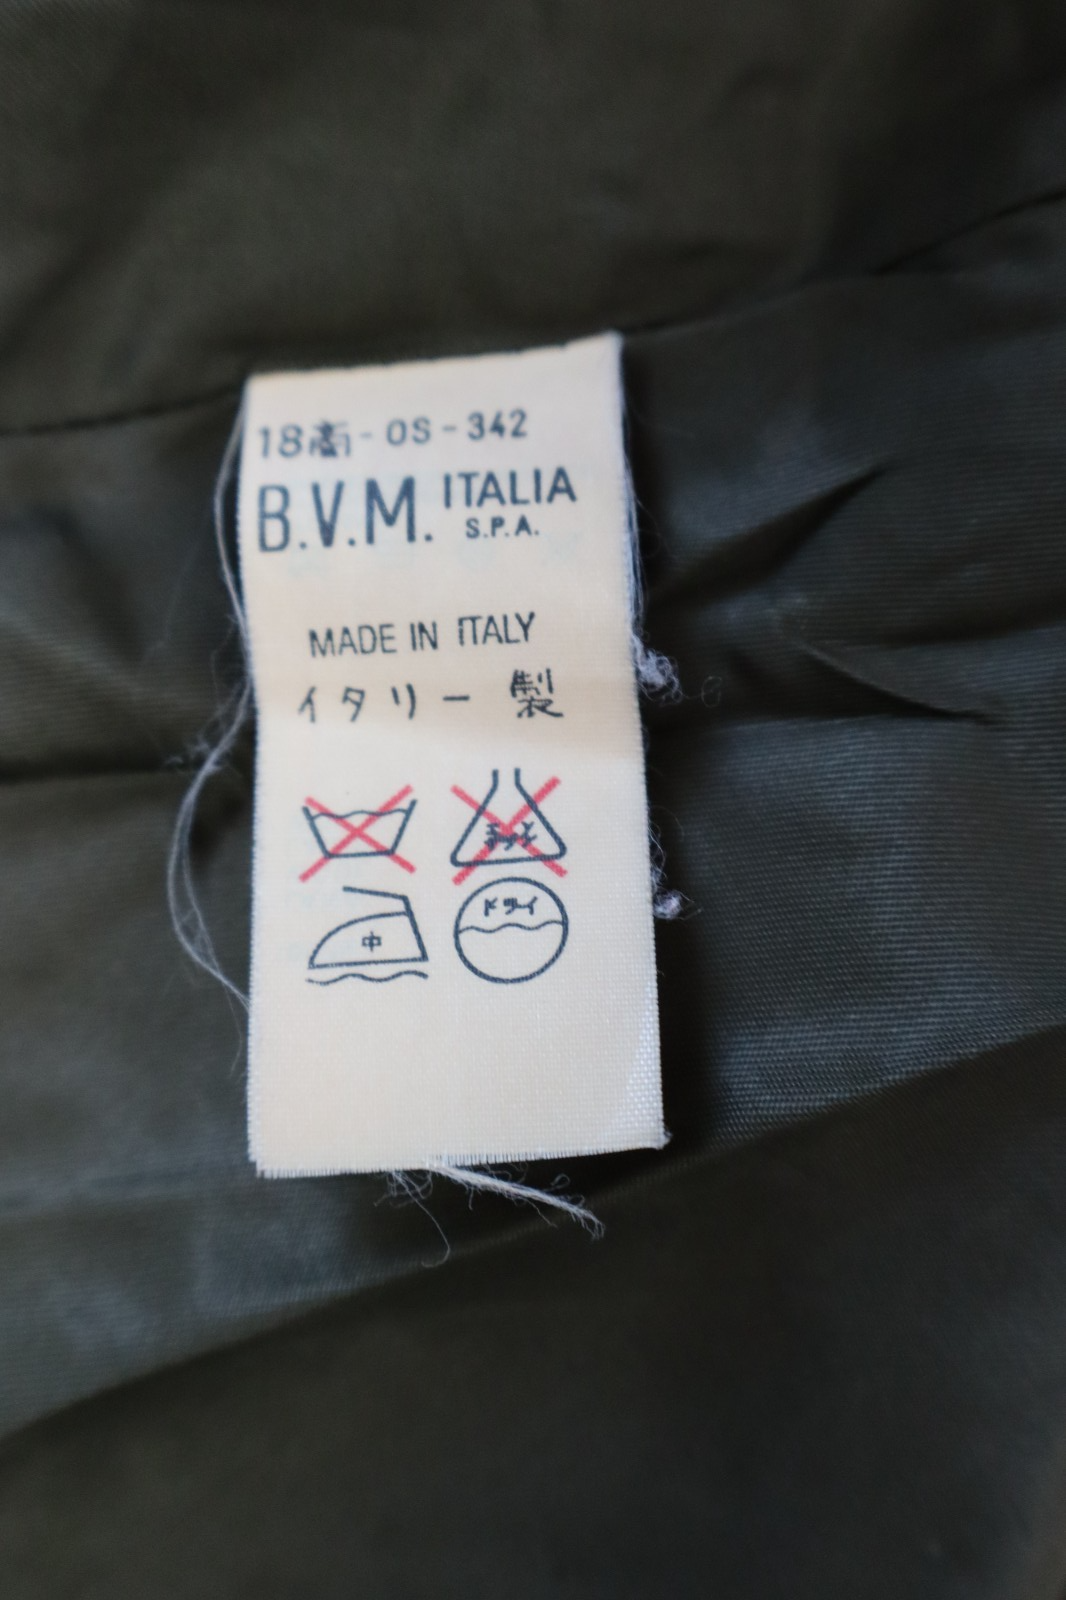 18高 - OS - 342
B.V.M. ITALIA
S.P.A.
MADE IN ITALY
イタリー 製
中
ドライ